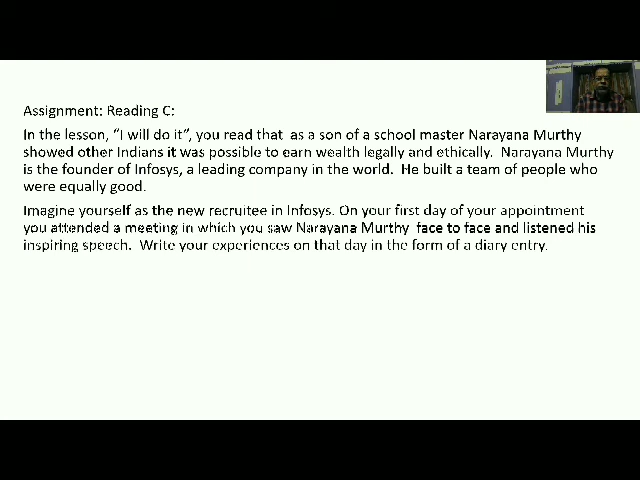 Assignment: Reading C:
In the lesson, “I will do it”, you read that as a son of a school master Narayana Murthy
showed other Indians it was possible to earn wealth legally and ethically. Narayana Murthy
is the founder of Infosys, a leading company in the world. He built a team of people who
were equally good.
Imagine yourself as the new recruitee in Infosys. On your first day of your appointment
you attended a meeting in which you saw Narayana Murthy face to face and listened his
inspiring speech. Write your experiences on that day in the form of a diary entry.